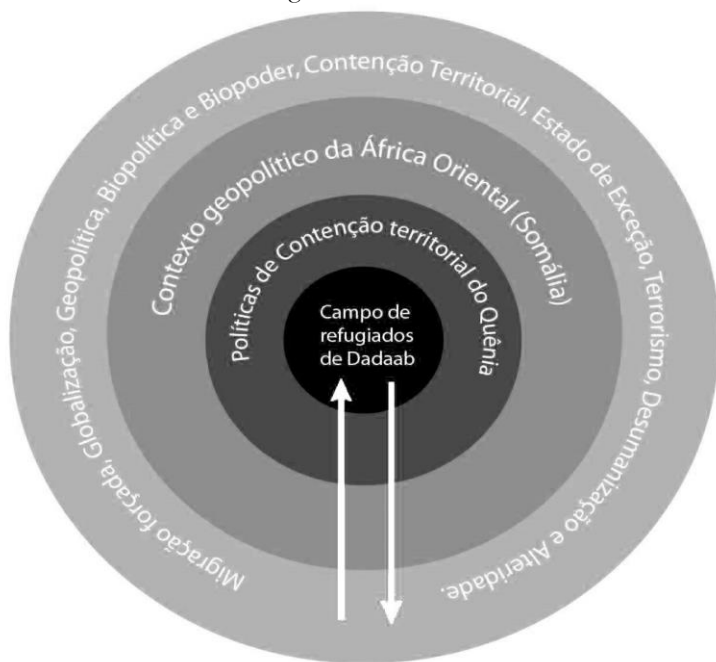 Migração forçada, Globalização, Geopolítica, Biopolítica e Biopoder, Contenção Territorial, Estado de Exceção, Terrorismo, Desumanização e Alteridade.
Contexto geopolítico da África Oriental (Somália)
Políticas de Contenção territorial do Quênia
Campo de
refugiados
de Dadaab